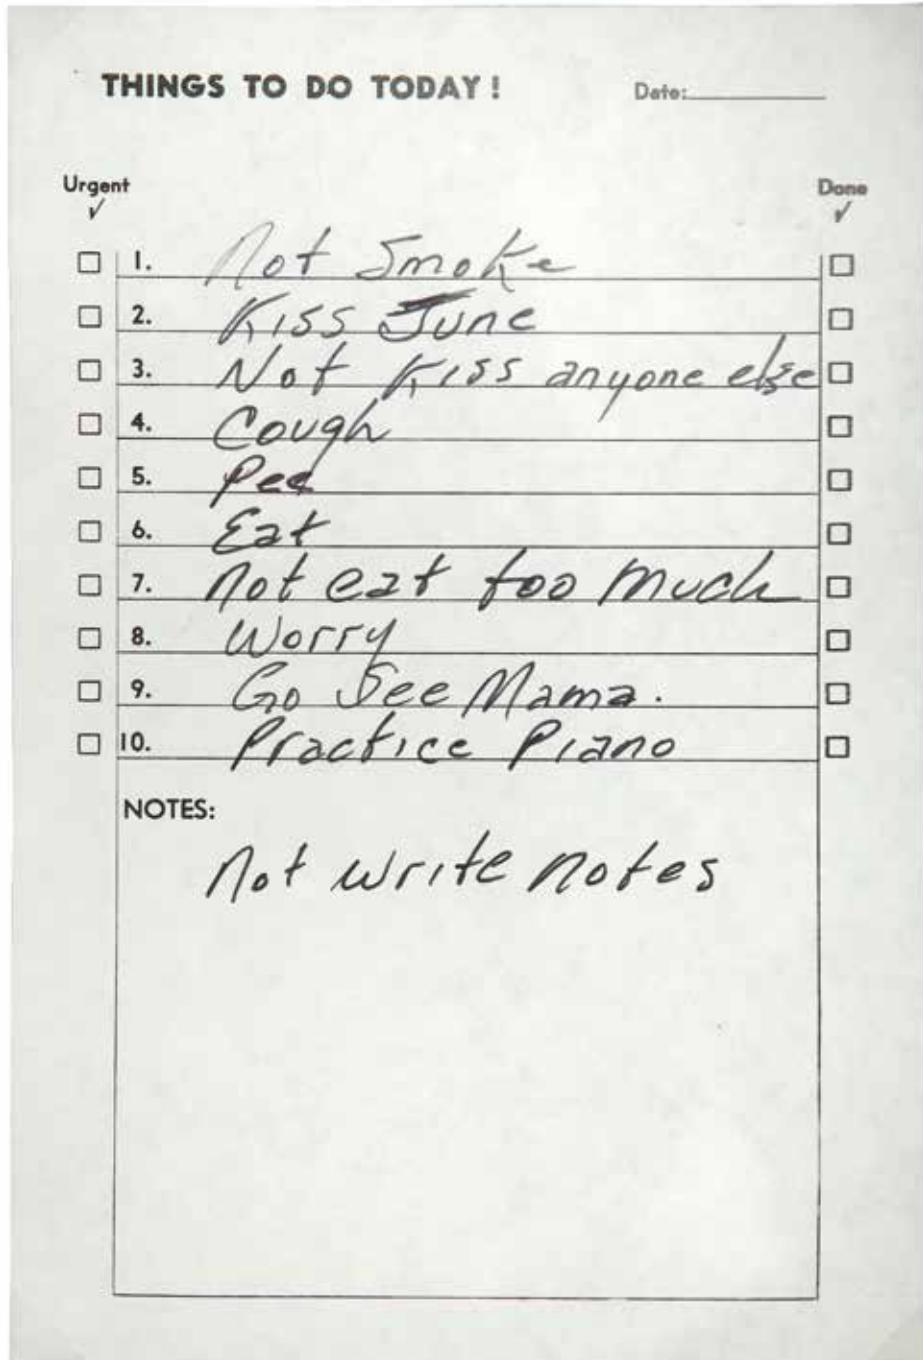 THINGS TO DO TODAY! Date:
Urgent Done
✓ ✓
1. Not Smoke
2. Kiss June
3. Not Kiss anyone else
4. Cough
5. Pee
6. Eat
7. Not eat too much
8. Worry
9. Go See Mama.
10. Practice Piano
NOTES:
Not write notes